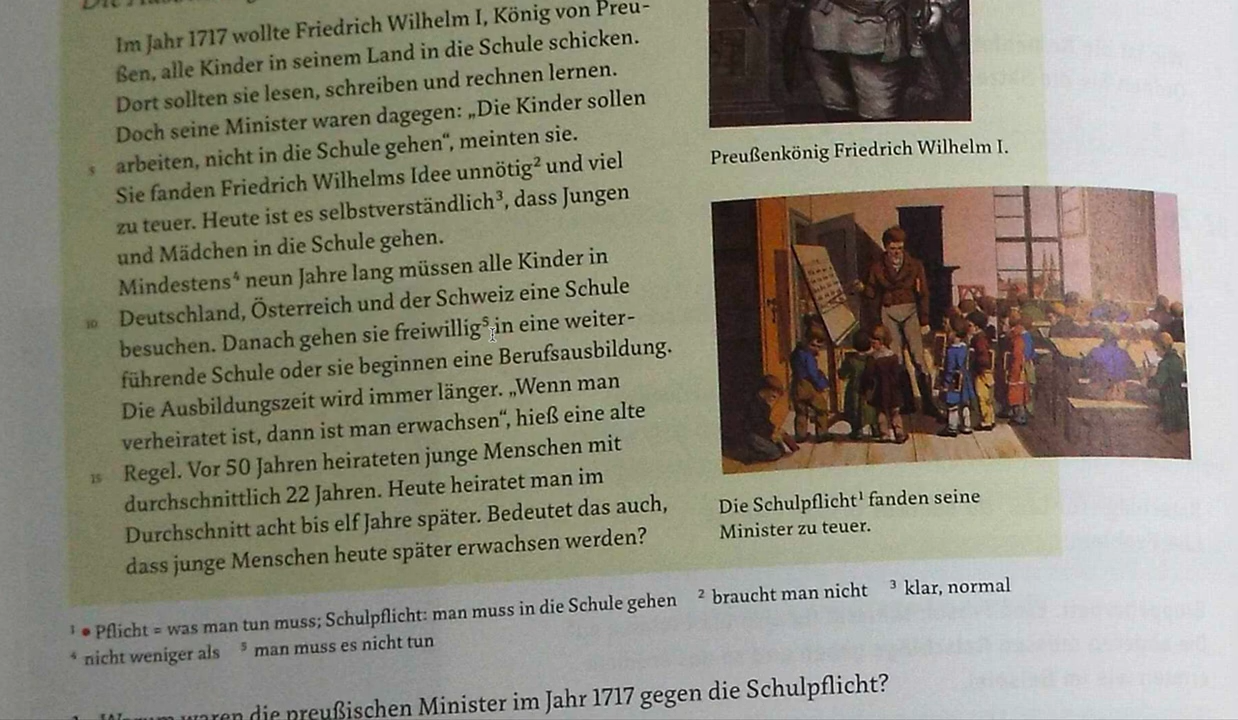 Im Jahr 1717 wollte Friedrich Wilhelm I, König von Preu-
ßen, alle Kinder in seinem Land in die Schule schicken.
Dort sollten sie lesen, schreiben und rechnen lernen.
Doch seine Minister waren dagegen: „Die Kinder sollen
5 arbeiten, nicht in die Schule gehen“, meinten sie.
Sie fanden Friedrich Wilhelms Idee unnötig² und viel
zu teuer. Heute ist es selbstverständlich³, dass Jungen
und Mädchen in die Schule gehen.
Mindestens⁴ neun Jahre lang müssen alle Kinder in
10 Deutschland, Österreich und der Schweiz eine Schule
besuchen. Danach gehen sie freiwillig⁵ in eine weiter-
führende Schule oder sie beginnen eine Berufsausbildung.
Die Ausbildungszeit wird immer länger. „Wenn man
verheiratet ist, dann ist man erwachsen“, hieß eine alte
15 Regel. Vor 50 Jahren heirateten junge Menschen mit
durchschnittlich 22 Jahren. Heute heiratet man im
Durchschnitt acht bis elf Jahre später. Bedeutet das auch,
dass junge Menschen heute später erwachsen werden?
Preußenkönig Friedrich Wilhelm I.
Die Schulpflicht¹ fanden seine
Minister zu teuer.
¹ • Pflicht = was man tun muss; Schulpflicht: man muss in die Schule gehen ² braucht man nicht ³ klar, normal
⁴ nicht weniger als ⁵ man muss es nicht tun
Warum waren die preußischen Minister im Jahr 1717 gegen die Schulpflicht?